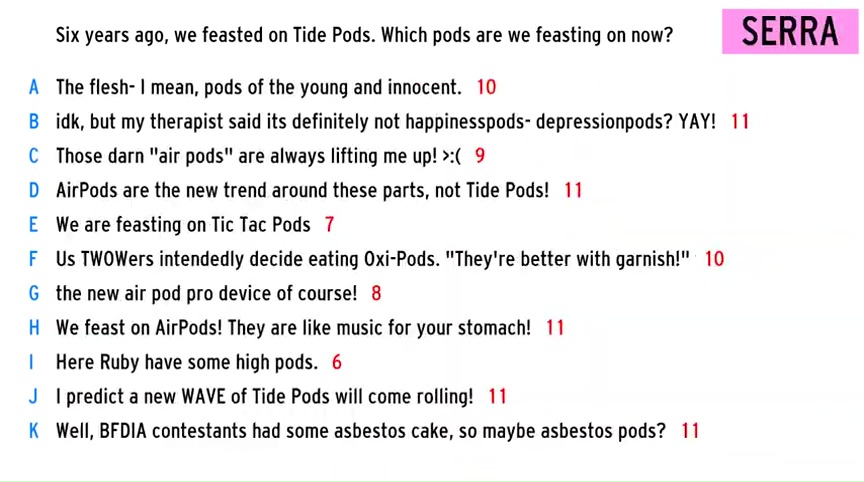 Six years ago, we feasted on Tide Pods. Which pods are we feasting on now?
SERRA
A The flesh- I mean, pods of the young and innocent. 10
B idk, but my therapist said its definitely not happinesspods- depressionpods? YAY! 11
C Those darn "air pods" are always lifting me up! >:( 9
D AirPods are the new trend around these parts, not Tide Pods! 11
E We are feasting on Tic Tac Pods 7
F Us TWOWers intendedly decide eating Oxi-Pods. "They're better with garnish!" 10
G the new air pod pro device of course! 8
H We feast on AirPods! They are like music for your stomach! 11
I Here Ruby have some high pods. 6
J I predict a new WAVE of Tide Pods will come rolling! 11
K Well, BFDIA contestants had some asbestos cake, so maybe asbestos pods? 11